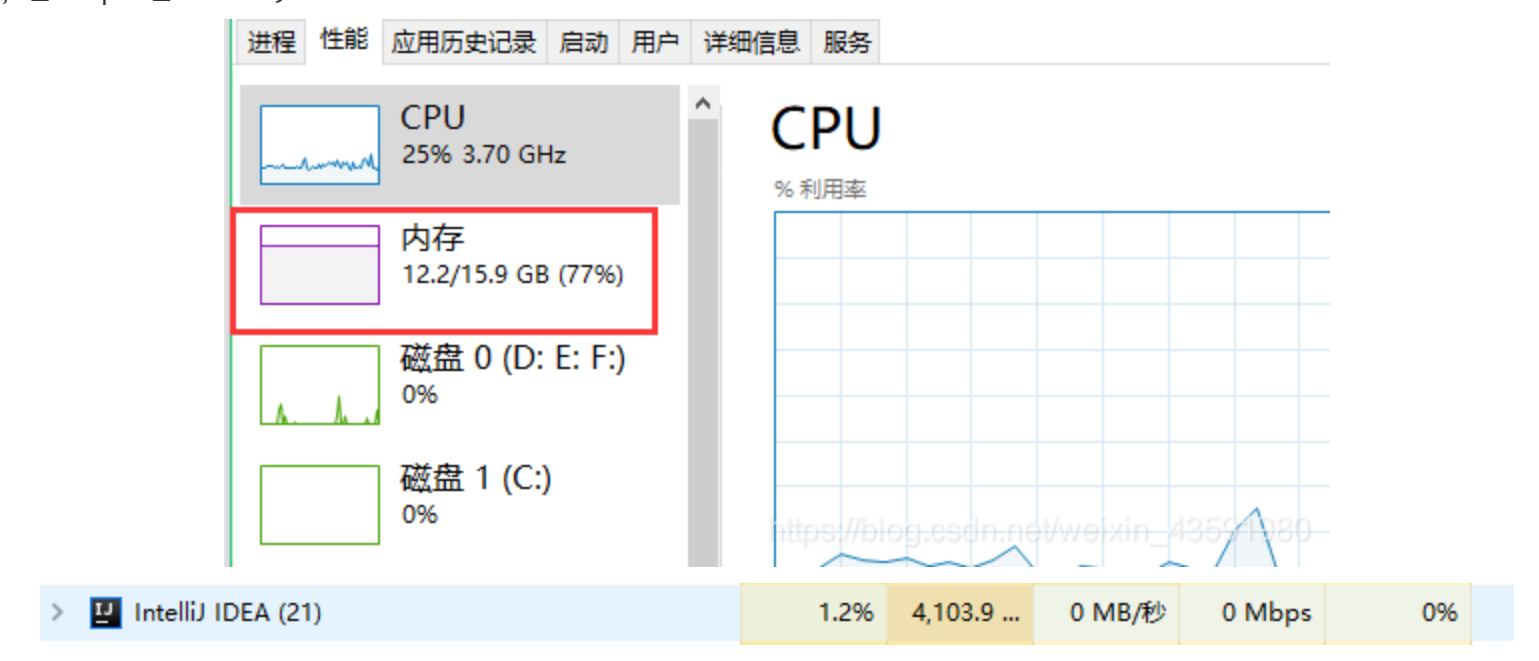 进程 性能 应用历史记录 启动 用户 详细信息 服务
CPU
25% 3.70 GHz
内存
12.2/15.9 GB (77%)
磁盘 0 (D: E: F:)
0%
磁盘 1 (C:)
0%
CPU
% 利用率
https://blog.csdn.net/weixin_43591980
IntelliJ IDEA (21) 1.2% 4,103.9 ... 0 MB/秒 0 Mbps 0%